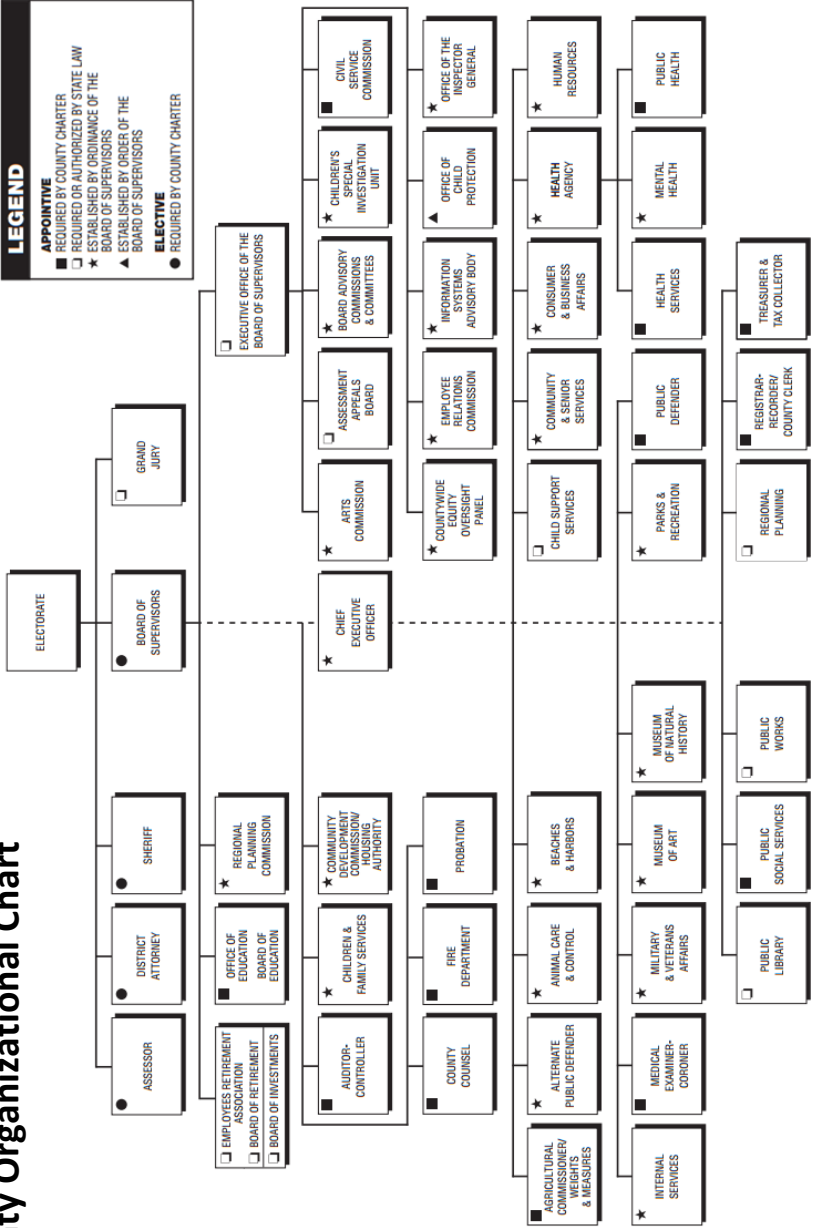 ty Organizational Chart
LEGEND
APPOINTIVE
■ REQUIRED BY COUNTY CHARTER
❏ REQUIRED OR AUTHORIZED BY STATE LAW
★ ESTABLISHED BY ORDINANCE OF THE
BOARD OF SUPERVISORS
▲ ESTABLISHED BY ORDER OF THE
BOARD OF SUPERVISORS
ELECTIVE
● REQUIRED BY COUNTY CHARTER
ELECTORATE
● ASSESSOR
● DISTRICT
ATTORNEY
● SHERIFF
● BOARD OF
SUPERVISORS
❏ GRAND
JURY
❏ EMPLOYEES RETIREMENT
ASSOCIATION
❏ BOARD OF RETIREMENT
❏ BOARD OF INVESTMENTS
■ OFFICE OF
EDUCATION
BOARD OF
EDUCATION
★ REGIONAL
PLANNING
COMMISSION
❏ EXECUTIVE OFFICE OF THE
BOARD OF SUPERVISORS
■ AUDITOR-
CONTROLLER
★ CHILDREN &
FAMILY SERVICES
★ COMMUNITY
DEVELOPMENT
COMMISSION/
HOUSING
AUTHORITY
★ CHIEF
EXECUTIVE
OFFICER
★ ARTS
COMMISSION
❏ ASSESSMENT
APPEALS
BOARD
★ BOARD ADVISORY
COMMISSIONS
& COMMITTEES
★ CHILDREN'S
SPECIAL
INVESTIGATION
UNIT
■ CIVIL
SERVICE
COMMISSION
■ COUNTY
COUNSEL
■ FIRE
DEPARTMENT
■ PROBATION
★ COUNTYWIDE
EQUITY
OVERSIGHT
PANEL
★ EMPLOYEE
RELATIONS
COMMISSION
★ INFORMATION
SYSTEMS
ADVISORY BODY
▲ OFFICE OF
CHILD
PROTECTION
★ OFFICE OF THE
INSPECTOR
GENERAL
■ AGRICULTURAL
COMMISSIONER/
WEIGHTS
& MEASURES
★ ALTERNATE
PUBLIC DEFENDER
★ ANIMAL CARE
& CONTROL
★ BEACHES
& HARBORS
❏ CHILD SUPPORT
SERVICES
★ COMMUNITY
& SENIOR
SERVICES
★ CONSUMER
& BUSINESS
AFFAIRS
★ HEALTH
AGENCY
★ HUMAN
RESOURCES
★ INTERNAL
SERVICES
■ MEDICAL
EXAMINER-
CORONER
★ MILITARY
& VETERANS
AFFAIRS
★ MUSEUM
OF ART
★ MUSEUM
OF NATURAL
HISTORY
★ PARKS &
RECREATION
■ PUBLIC
DEFENDER
■ HEALTH
SERVICES
★ MENTAL
HEALTH
■ PUBLIC
HEALTH
❏ PUBLIC
LIBRARY
■ PUBLIC
SOCIAL SERVICES
❏ PUBLIC
WORKS
❏ REGIONAL
PLANNING
■ REGISTRAR-
RECORDER/
COUNTY CLERK
■ TREASURER &
TAX COLLECTOR